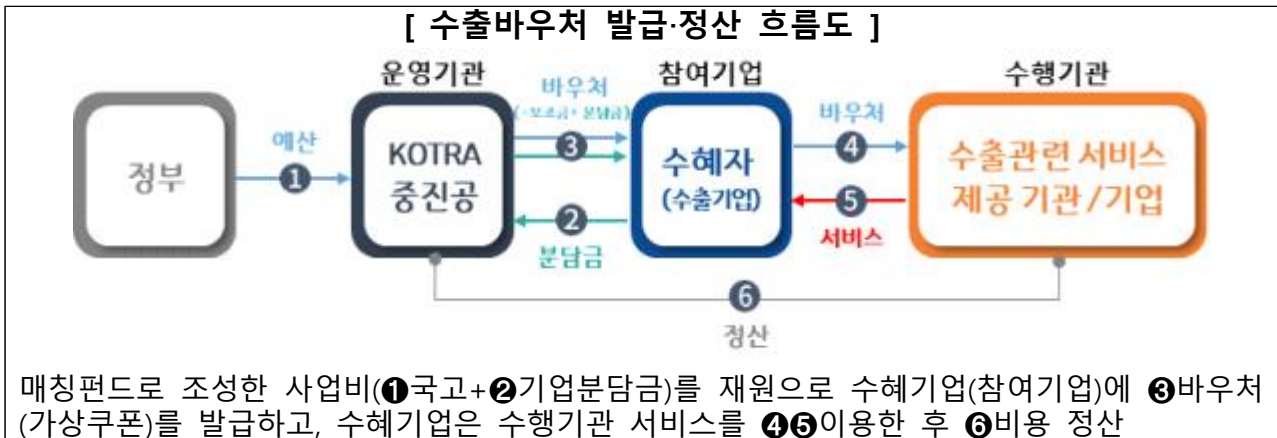 [ 수출바우처 발급·정산 흐름도 ]
운영기관 참여기업 수행기관
바우처
(=보조금+분담금)
바우처
예산
정부
❶
KOTRA
중진공
❸
수혜자
(수출기업)
❹
수출관련 서비스
제공 기관/기업
❷
분담금
❺
서비스
❻
정산
매칭펀드로 조성한 사업비(❶국고+❷기업분담금)를 재원으로 수혜기업(참여기업)에 ❸바우처
(가상쿠폰)를 발급하고, 수혜기업은 수행기관 서비스를 ❹❺이용한 후 ❻비용 정산